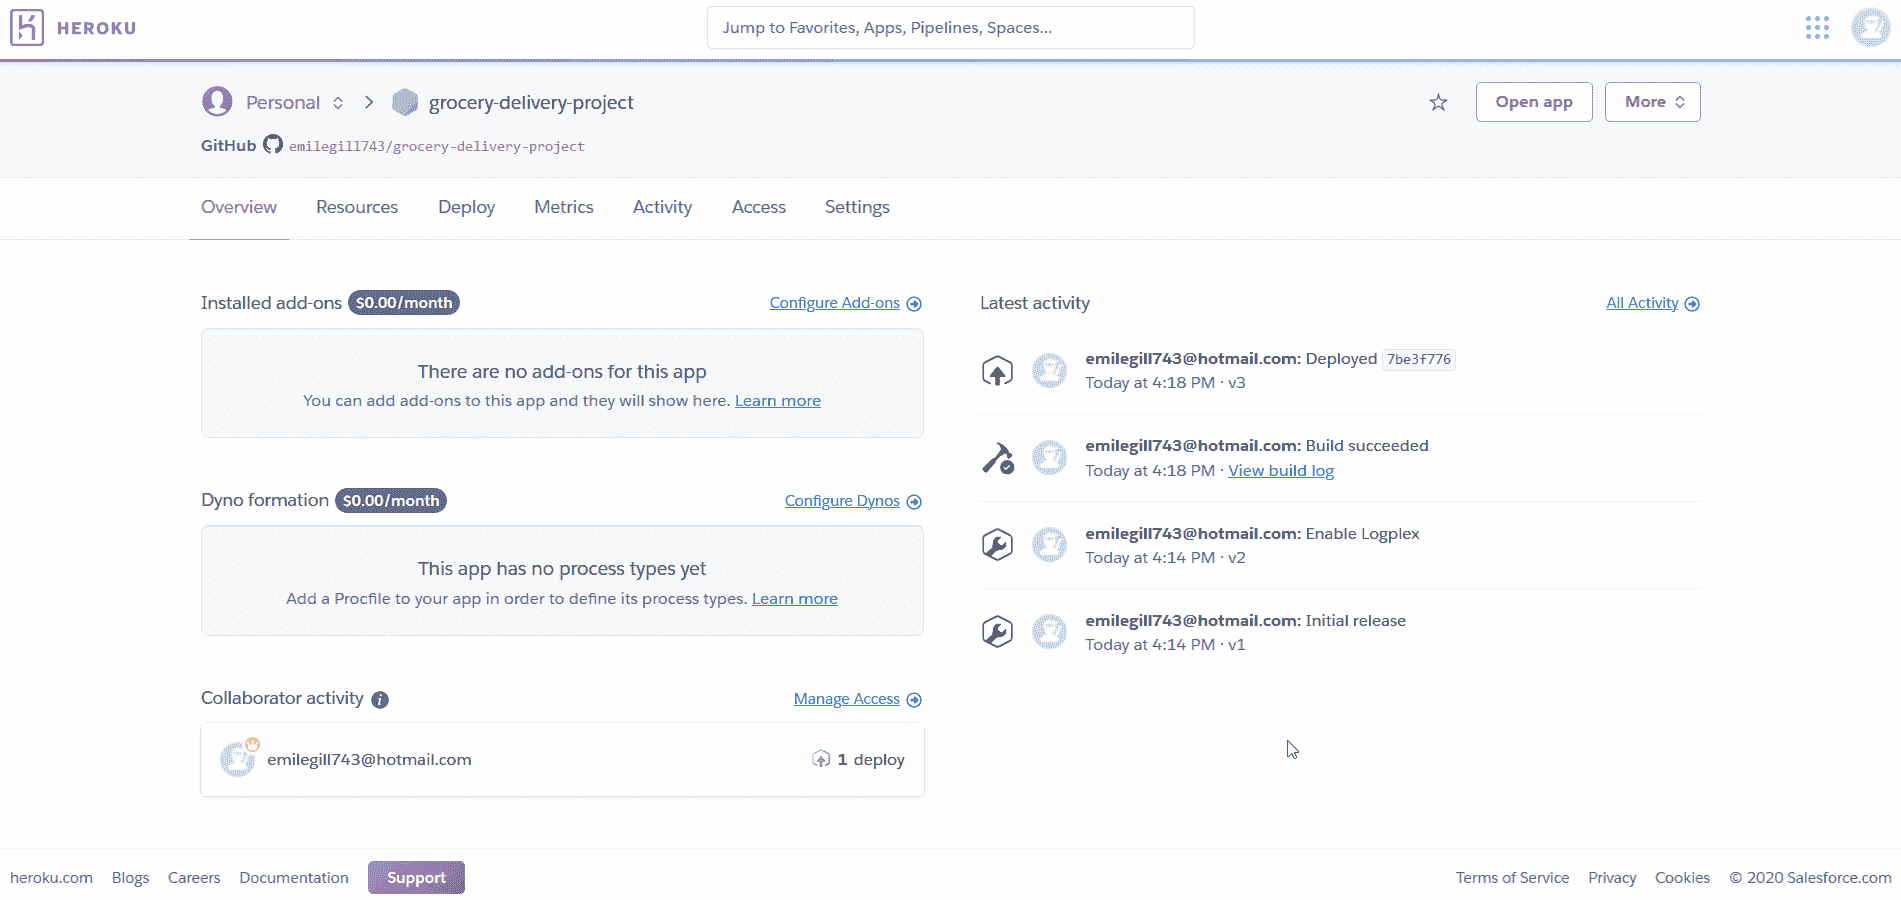 HEROKU
Jump to Favorites, Apps, Pipelines, Spaces...
Personal
grocery-delivery-project
Open app
More
GitHub emilegill743/grocery-delivery-project
Overview
Resources
Deploy
Metrics
Activity
Access
Settings
Installed add-ons $0.00/month
Configure Add-ons
There are no add-ons for this app
You can add add-ons to this app and they will show here. Learn more
Dyno formation $0.00/month
Configure Dynos
This app has no process types yet
Add a Procfile to your app in order to define its process types. Learn more
Collaborator activity
Manage Access
emilegill743@hotmail.com
1 deploy
Latest activity
All Activity
emilegill743@hotmail.com: Deployed 7be3f776
Today at 4:18 PM · v3
emilegill743@hotmail.com: Build succeeded
Today at 4:18 PM · View build log
emilegill743@hotmail.com: Enable Logplex
Today at 4:14 PM · v2
emilegill743@hotmail.com: Initial release
Today at 4:14 PM · v1
heroku.com
Blogs
Careers
Documentation
Support
Terms of Service
Privacy
Cookies
© 2020 Salesforce.com